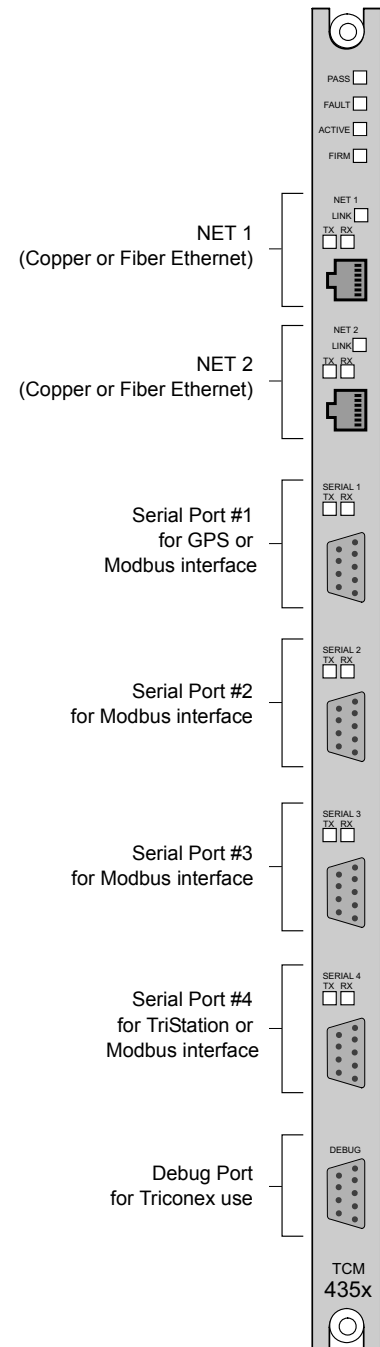 PASS
FAULT
ACTIVE
FIRM
NET 1
(Copper or Fiber Ethernet)
NET 1
LINK
TX RX
NET 2
(Copper or Fiber Ethernet)
NET 2
LINK
TX RX
Serial Port #1
for GPS or
Modbus interface
SERIAL 1
TX RX
Serial Port #2
for Modbus interface
SERIAL 2
TX RX
Serial Port #3
for Modbus interface
SERIAL 3
TX RX
Serial Port #4
for TriStation or
Modbus interface
SERIAL 4
TX RX
Debug Port
for Triconex use
DEBUG
TCM
435x